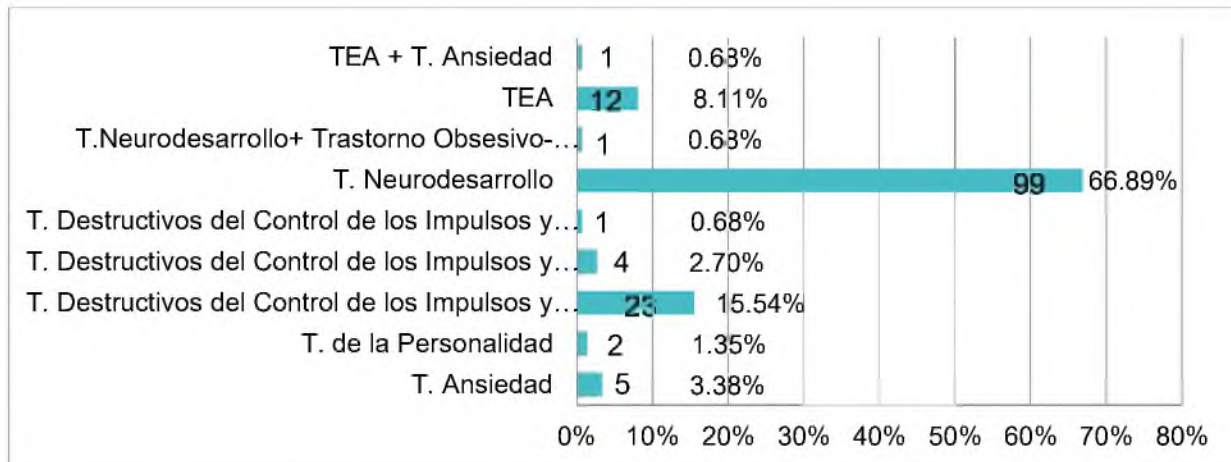 TEA + T. Ansiedad 1 0.68%
TEA 12 8.11%
T.Neurodesarrollo+ Trastorno Obsesivo-… 1 0.68%
T. Neurodesarrollo 99 66.89%
T. Destructivos del Control de los Impulsos y… 1 0.68%
T. Destructivos del Control de los Impulsos y… 4 2.70%
T. Destructivos del Control de los Impulsos y… 23 15.54%
T. de la Personalidad 2 1.35%
T. Ansiedad 5 3.38%
0% 10% 20% 30% 40% 50% 60% 70% 80%